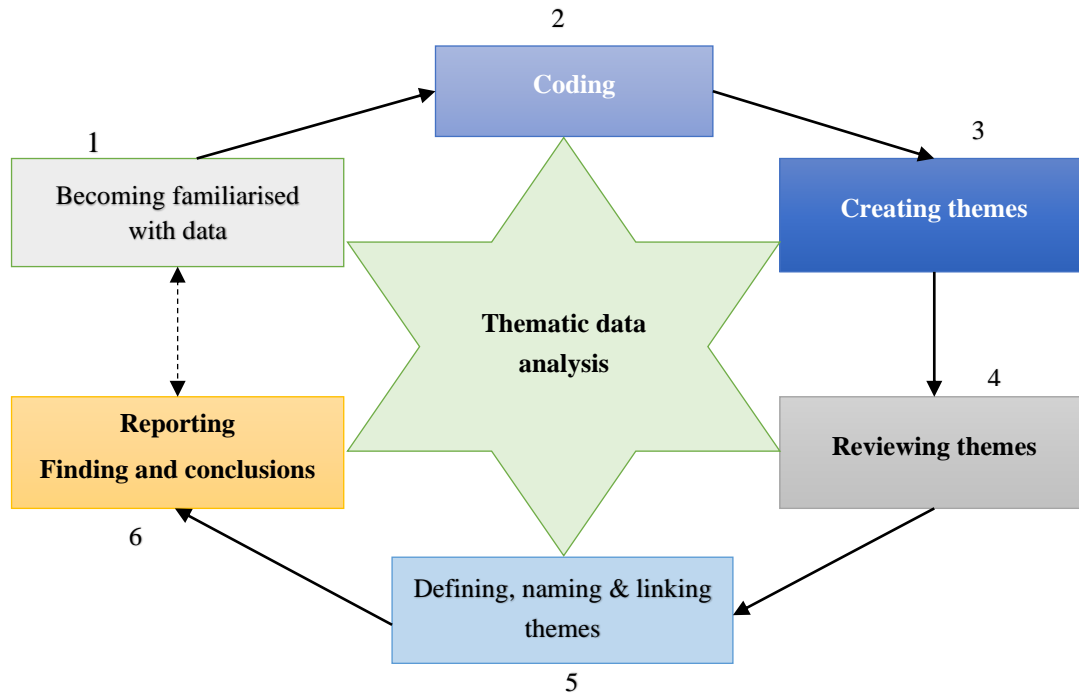 2
Coding
1
Becoming familiarised
with data
3
Creating themes
Thematic data
analysis
4
Reviewing themes
Reporting
Finding and conclusions
6
Defining, naming & linking
themes
5